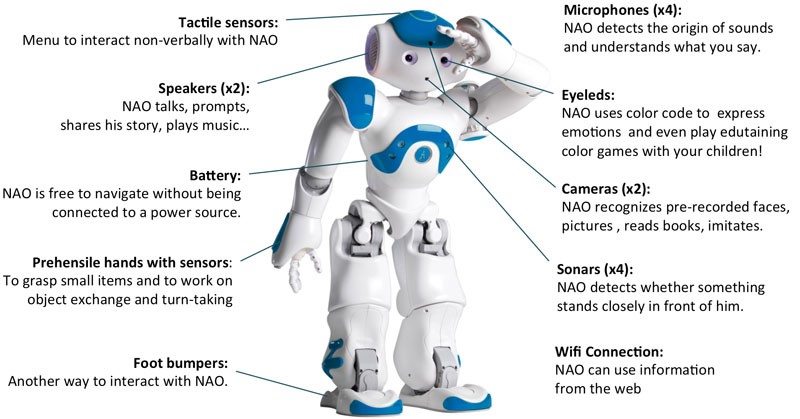 Tactile sensors:
Menu to interact non-verbally with NAO
Speakers (x2):
NAO talks, prompts,
shares his story, plays music…
Battery:
NAO is free to navigate without being
connected to a power source.
Prehensile hands with sensors:
To grasp small items and to work on
object exchange and turn-taking
Foot bumpers:
Another way to interact with NAO.
Microphones (x4):
NAO detects the origin of sounds
and understands what you say.
Eyeleds:
NAO uses color code to express
emotions and even play edutaining
color games with your children!
Cameras (x2):
NAO recognizes pre-recorded faces,
pictures , reads books, imitates.
Sonars (x4):
NAO detects whether something
stands closely in front of him.
Wifi Connection:
NAO can use information
from the web